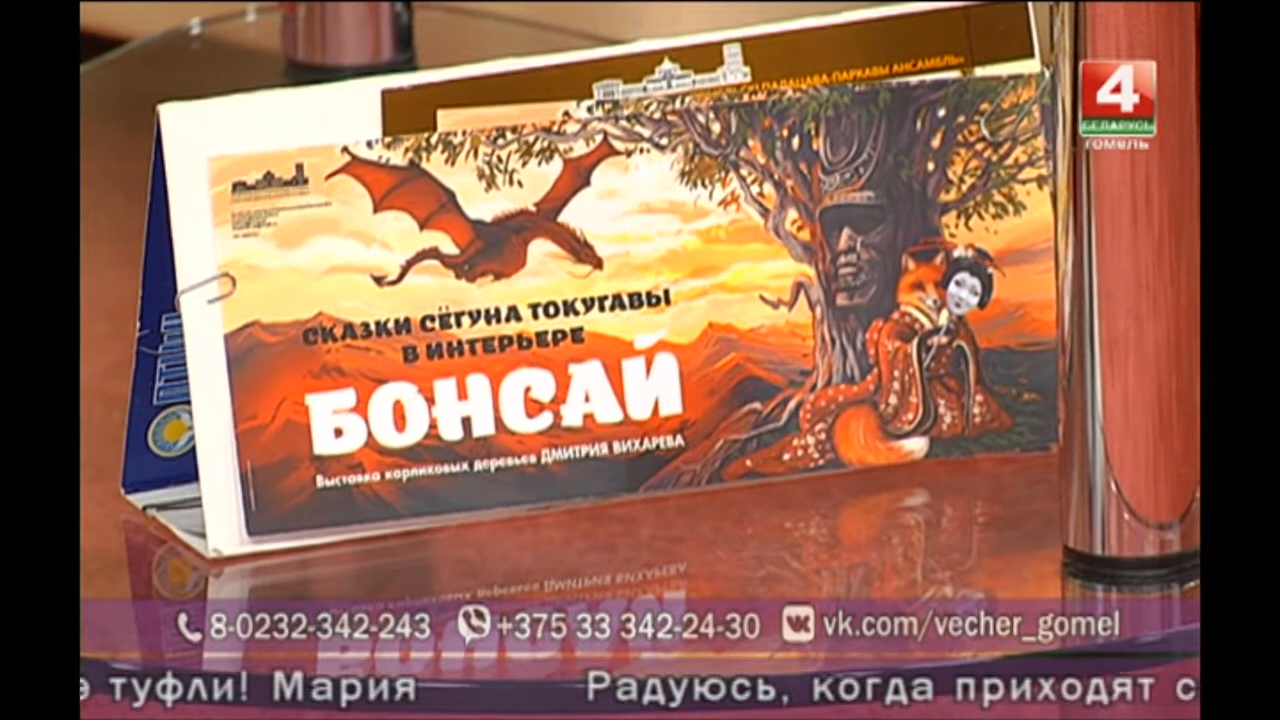 ПАЛАЦАВА-ПАРКАВЫ АНСАМБЛЬ
4
БЕЛАРУСЬ
ГОМЕЛЬ
СКАЗКИ СЁГУНА ТОКУГАВЫ
В ИНТЕРЬЕРЕ
БОНСАЙ
Выставка карликовых деревьев ДМИТРИЯ ВИХАРЕВА
8-0232-342-243 +375 33 342-24-30 vk.com/vecher_gomel
туфли! Мария Радуюсь, когда приходят с